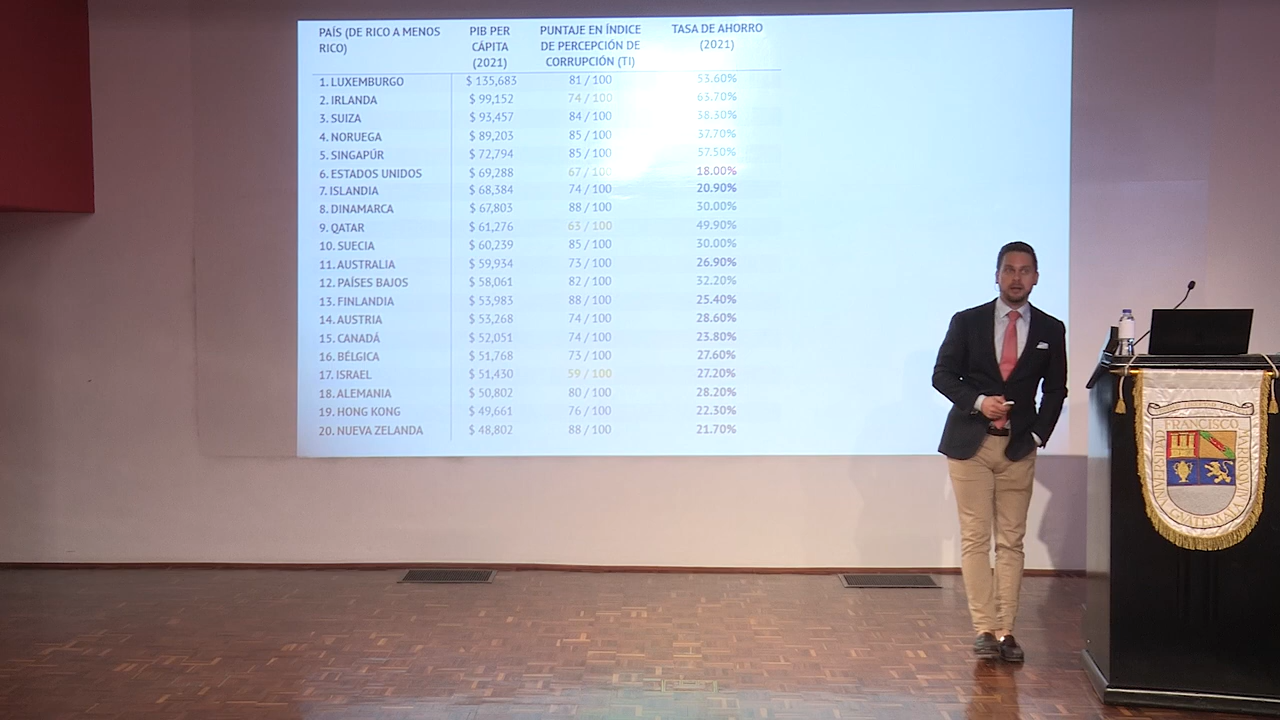 PAÍS (DE RICO A MENOS RICO) PIB PER CÁPITA (2021) PUNTAJE EN ÍNDICE DE PERCEPCIÓN DE CORRUPCIÓN (TI) TASA DE AHORRO (2021)
1. LUXEMBURGO $ 135,683 81 / 100 53.60%
2. IRLANDA $ 99,152 74 / 100 63.70%
3. SUIZA $ 93,457 84 / 100 38.30%
4. NORUEGA $ 89,203 85 / 100 37.70%
5. SINGAPÚR $ 72,794 85 / 100 57.50%
6. ESTADOS UNIDOS $ 69,288 67 / 100 18.00%
7. ISLANDIA $ 68,384 74 / 100 20.90%
8. DINAMARCA $ 67,803 88 / 100 30.00%
9. QATAR $ 61,276 63 / 100 49.90%
10. SUECIA $ 60,239 85 / 100 30.00%
11. AUSTRALIA $ 59,934 73 / 100 26.90%
12. PAÍSES BAJOS $ 58,061 82 / 100 32.20%
13. FINLANDIA $ 53,983 88 / 100 25.40%
14. AUSTRIA $ 53,268 74 / 100 28.60%
15. CANADÁ $ 52,051 74 / 100 23.80%
16. BÉLGICA $ 51,768 73 / 100 27.60%
17. ISRAEL $ 51,430 59 / 100 27.20%
18. ALEMANIA $ 50,802 80 / 100 28.20%
19. HONG KONG $ 49,661 76 / 100 22.30%
20. NUEVA ZELANDA $ 48,802 88 / 100 21.70%
FRANCISCO
GVATEMALA